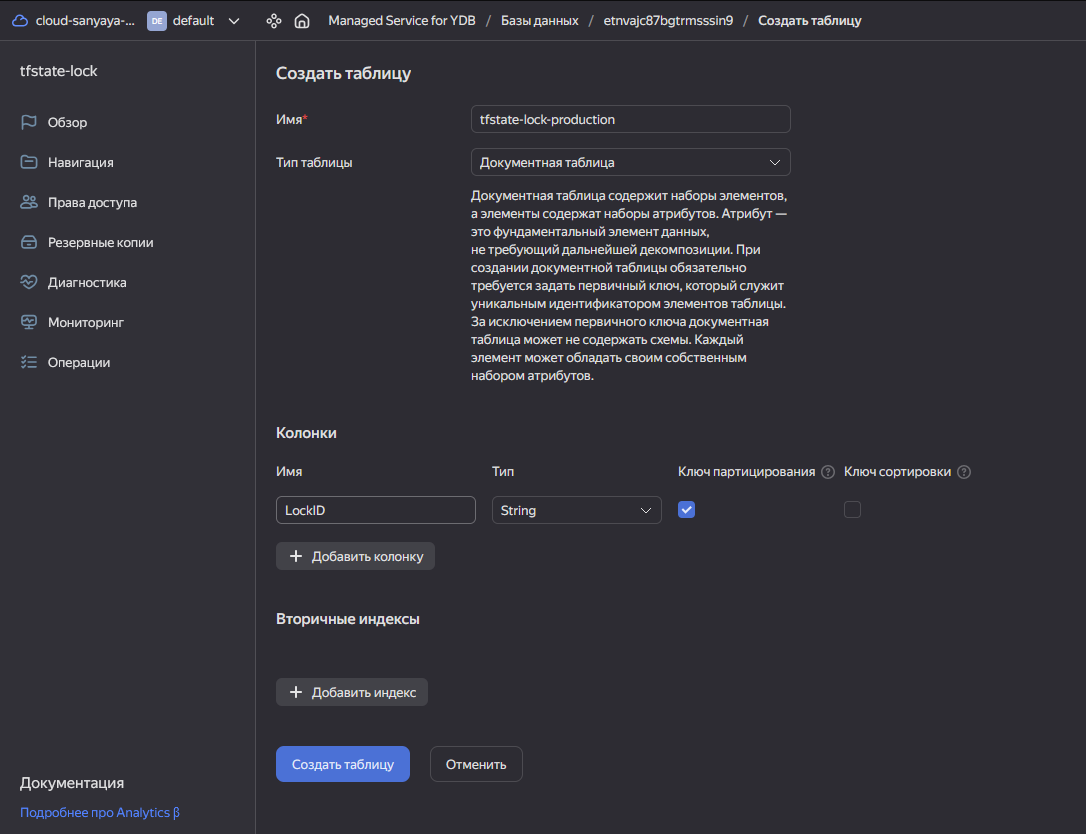 cloud-sanyaya-... DE default Managed Service for YDB / Базы данных / etnvajc87bgtrmsssin9 / Создать таблицу
tfstate-lock
Обзор
Навигация
Права доступа
Резервные копии
Диагностика
Мониторинг
Операции
Документация
Подробнее про Analytics β
Создать таблицу
Имя* tfstate-lock-production
Тип таблицы Документная таблица
Документная таблица содержит наборы элементов,
а элементы содержат наборы атрибутов. Атрибут —
это фундаментальный элемент данных,
не требующий дальнейшей декомпозиции. При
создании документной таблицы обязательно
требуется задать первичный ключ, который служит
уникальным идентификатором элементов таблицы.
За исключением первичного ключа документная
таблица может не содержать схемы. Каждый
элемент может обладать своим собственным
набором атрибутов.
Колонки
Имя Тип Ключ партицирования ? Ключ сортировки ?
LockID String
+ Добавить колонку
Вторичные индексы
+ Добавить индекс
Создать таблицу Отменить